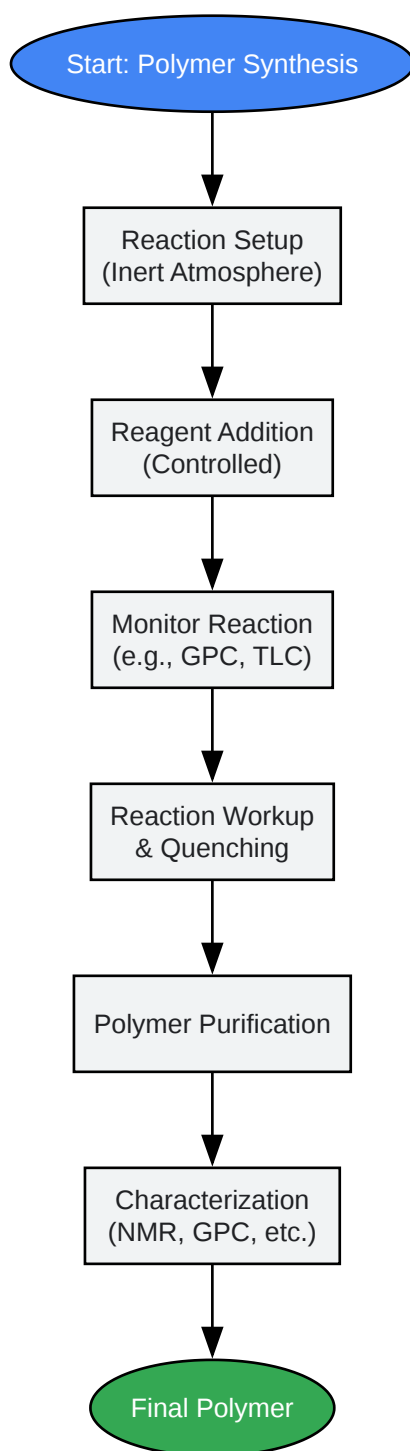 Start: Polymer Synthesis
Reaction Setup
(Inert Atmosphere)
Reagent Addition
(Controlled)
Monitor Reaction
(e.g., GPC, TLC)
Reaction Workup
& Quenching
Polymer Purification
Characterization
(NMR, GPC, etc.)
Final Polymer